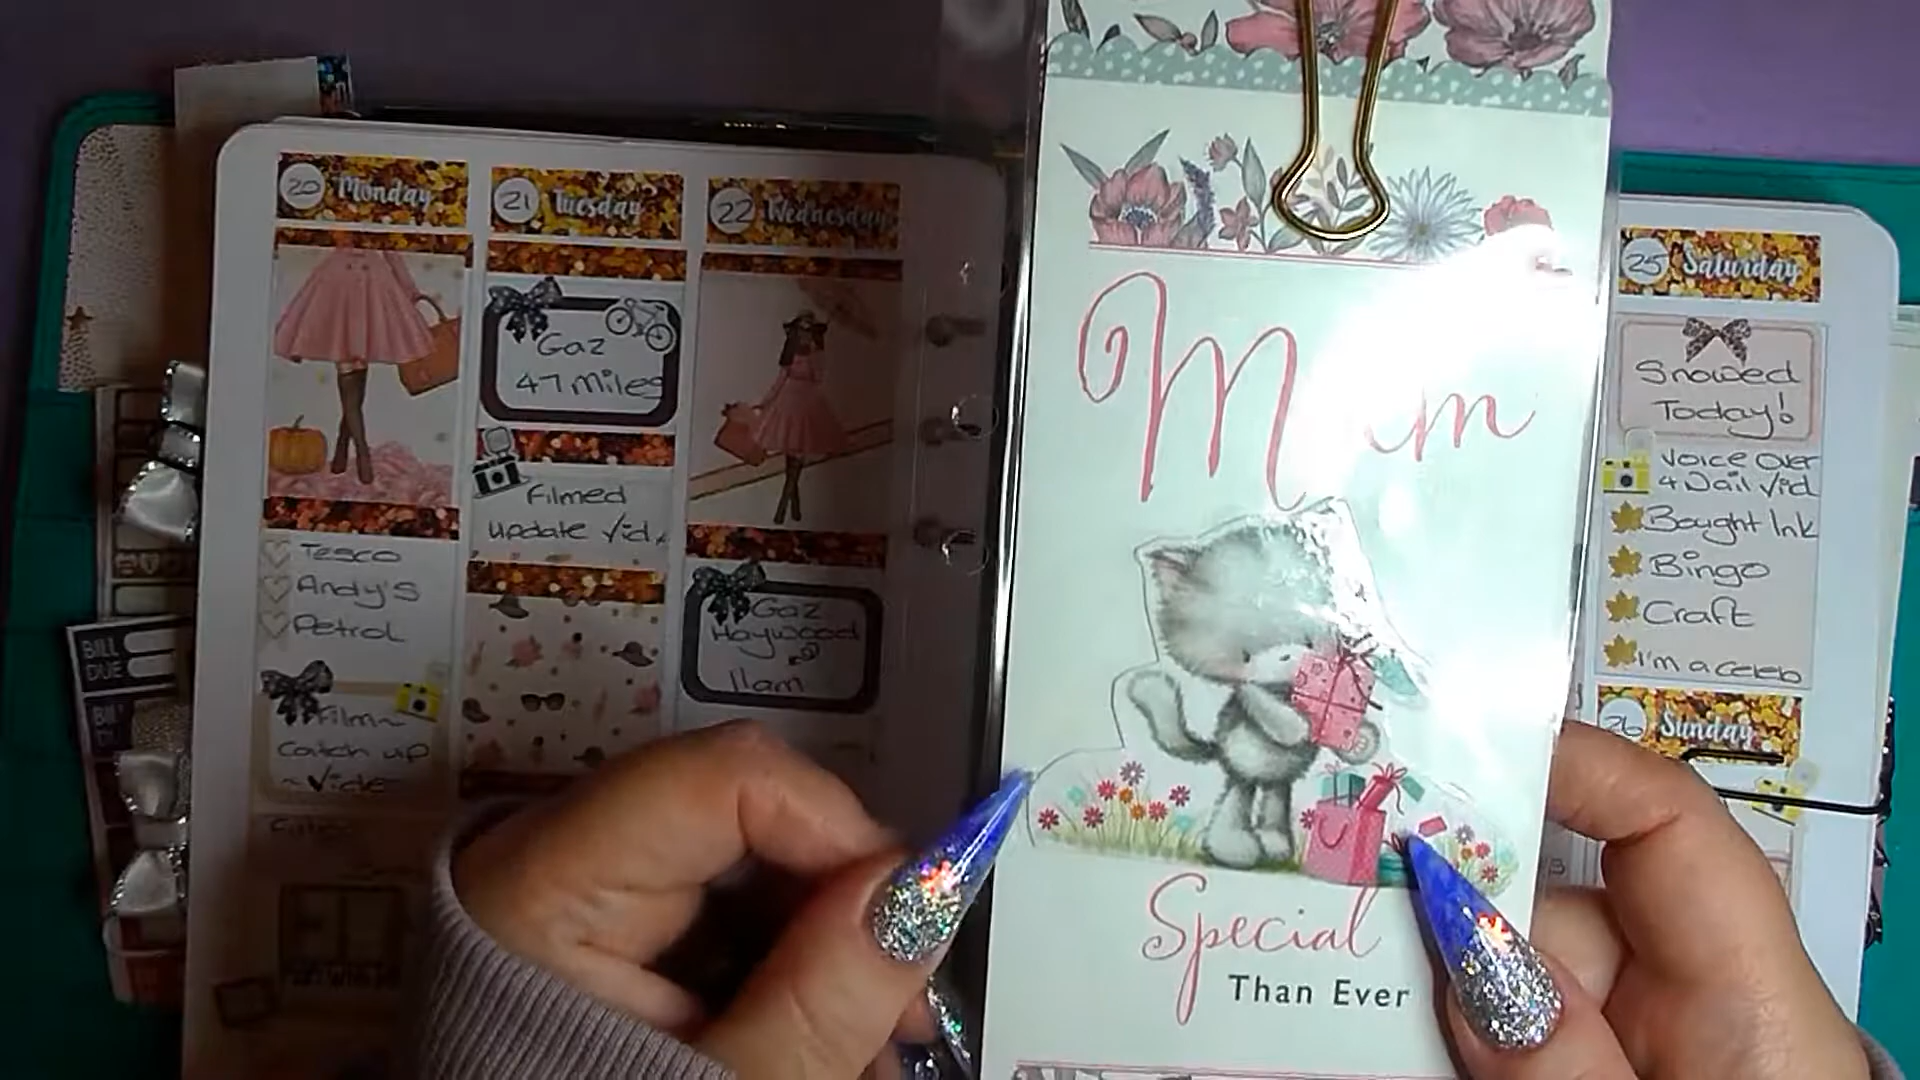 20 Monday
Tesco
Andy's
Petrol
Film~
Catch up
~Vide~
21 Tuesday
Gaz
47 miles
Filmed
update Vid
22 Wednesday
Gaz
Haywood
11am
BILL
DUE
Mum
Special
Than Ever
25 Saturday
Snowed
Today!
Voice over
4 Nail Vid
Bought Ink
Bingo
Craft
I'm a celeb
26 Sunday